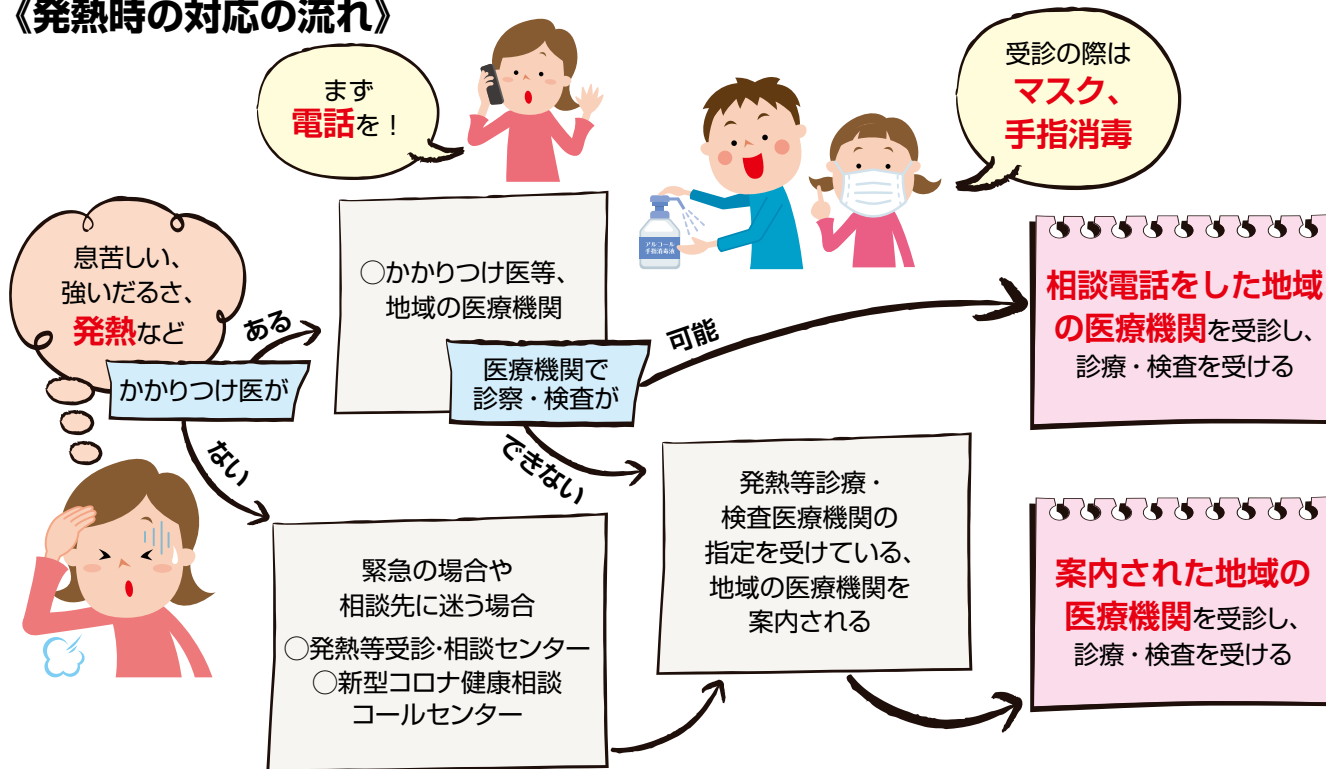 《発熱時の対応の流れ》
まず
電話を！
受診の際は
マスク、
手指消毒
アルコール
手指消毒液
息苦しい、
強いだるさ、
発熱など
かかりつけ医が
ある
ない
○かかりつけ医等、
地域の医療機関
医療機関で
診察・検査が
可能
できない
相談電話をした地域
の医療機関を受診し、
診療・検査を受ける
緊急の場合や
相談先に迷う場合
○発熱等受診・相談センター
○新型コロナ健康相談
コールセンター
発熱等診療・
検査医療機関の
指定を受けている、
地域の医療機関を
案内される
案内された地域の
医療機関を受診し、
診療・検査を受ける